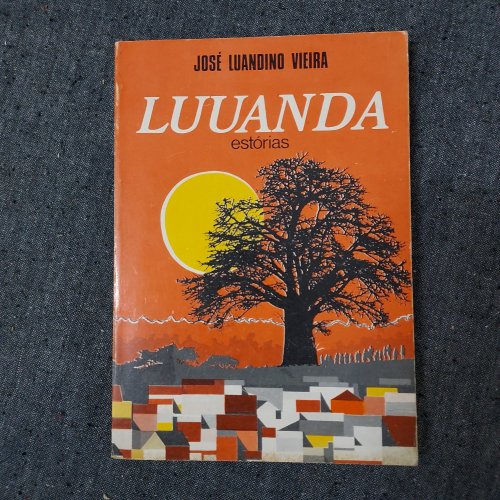 JOSÉ LUANDINO VIEIRA
LUUANDA
estórias